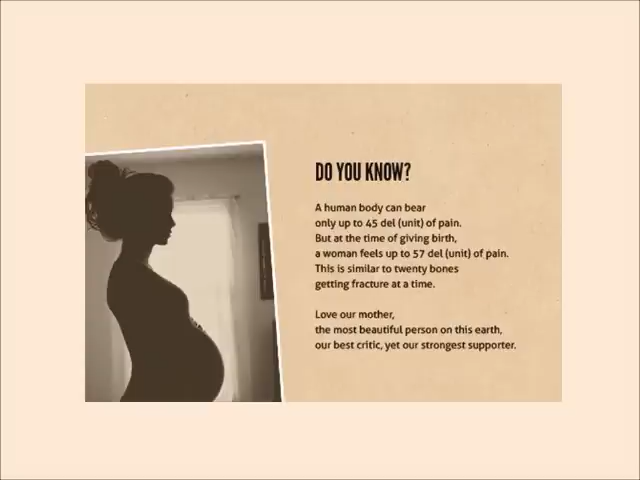 DO YOU KNOW?
A human body can bear
only up to 45 del (unit) of pain.
But at the time of giving birth,
a woman feels up to 57 del (unit) of pain.
This is similar to twenty bones
getting fracture at a time.
Love our mother,
the most beautiful person on this earth,
our best critic, yet our strongest supporter.